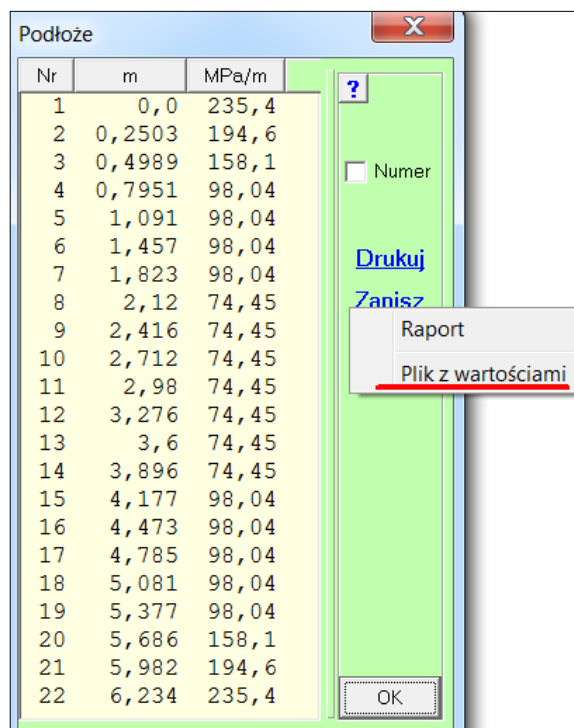 Podłoże
Nr m MPa/m
1 0,0 235,4
2 0,2503 194,6
3 0,4989 158,1
4 0,7951 98,04
5 1,091 98,04
6 1,457 98,04
7 1,823 98,04
8 2,12 74,45
9 2,416 74,45
10 2,712 74,45
11 2,98 74,45
12 3,276 74,45
13 3,6 74,45
14 3,896 74,45
15 4,177 98,04
16 4,473 98,04
17 4,785 98,04
18 5,081 98,04
19 5,377 98,04
20 5,686 158,1
21 5,982 194,6
22 6,234 235,4
?
Numer
Drukuj
Zapisz
Raport
Plik z wartościami
OK